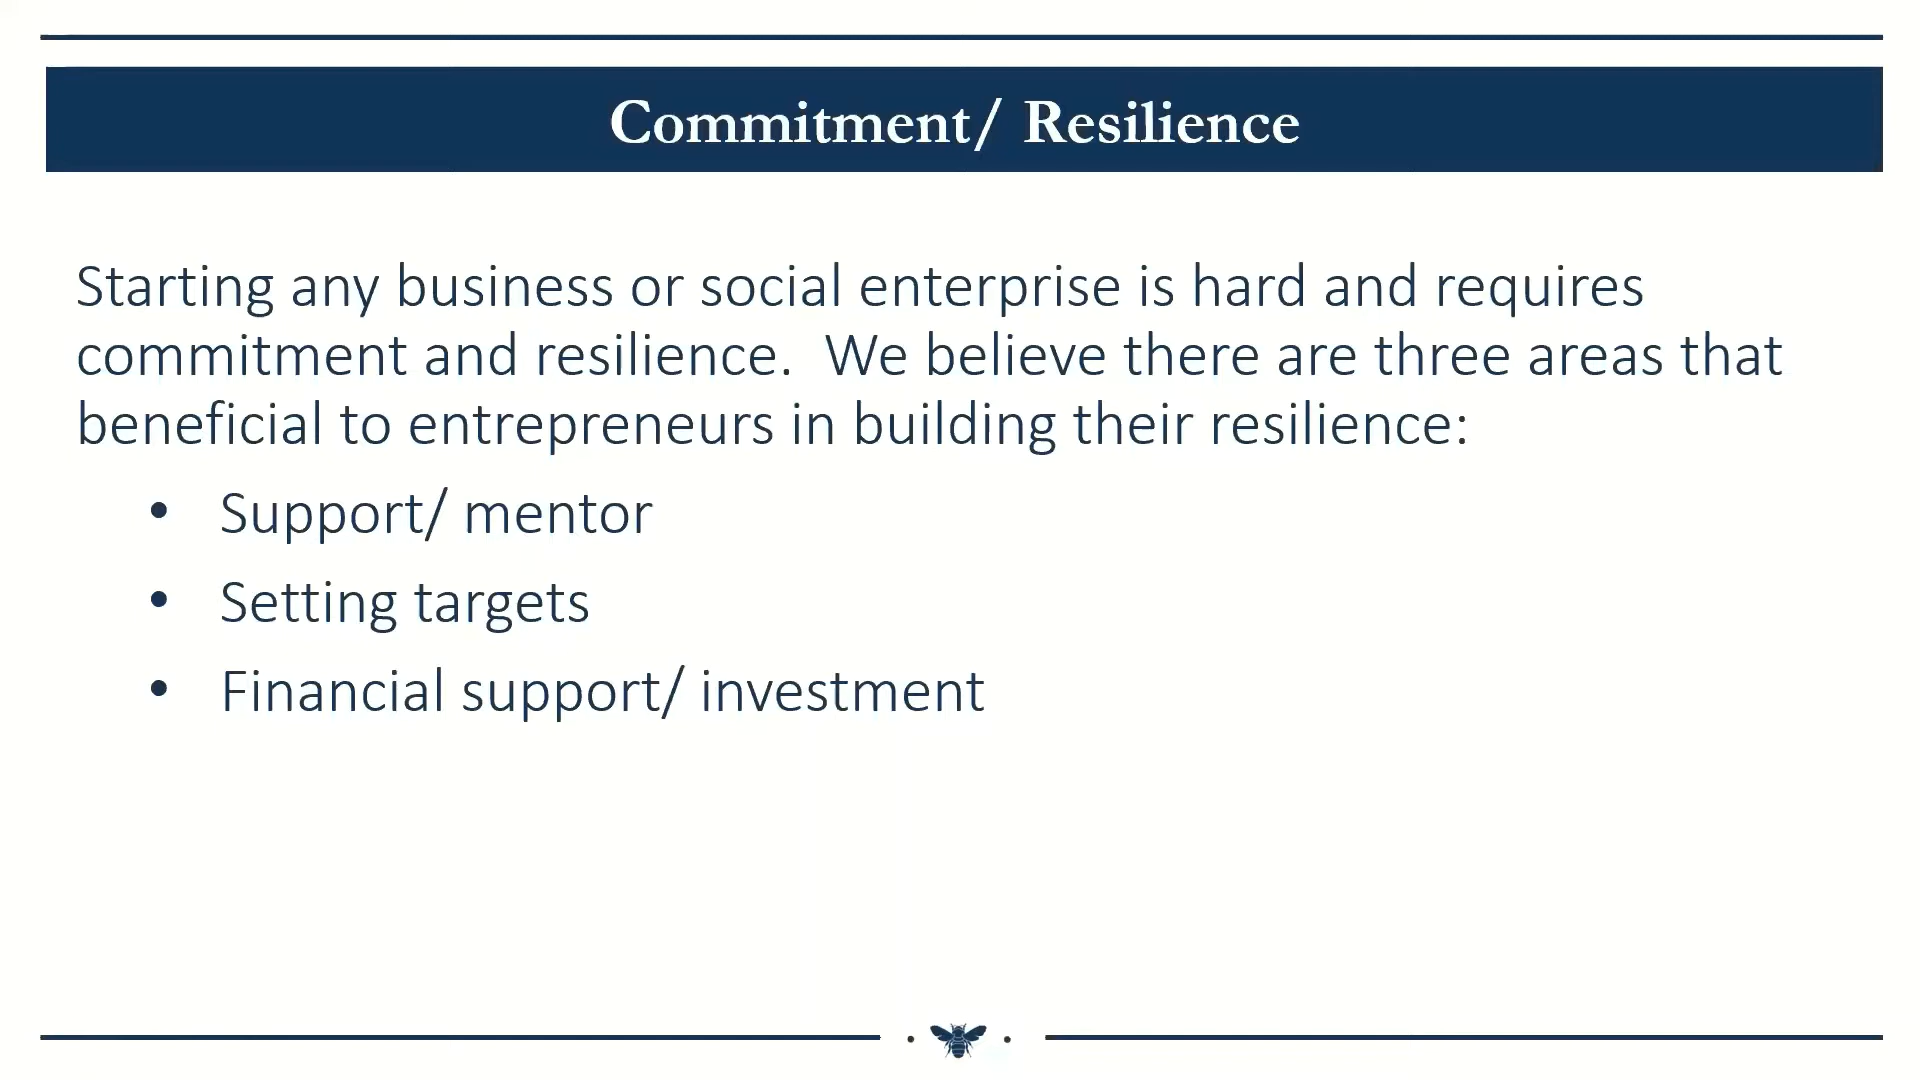 Commitment/ Resilience
Starting any business or social enterprise is hard and requires
commitment and resilience.  We believe there are three areas that
beneficial to entrepreneurs in building their resilience:
• Support/ mentor
• Setting targets
• Financial support/ investment